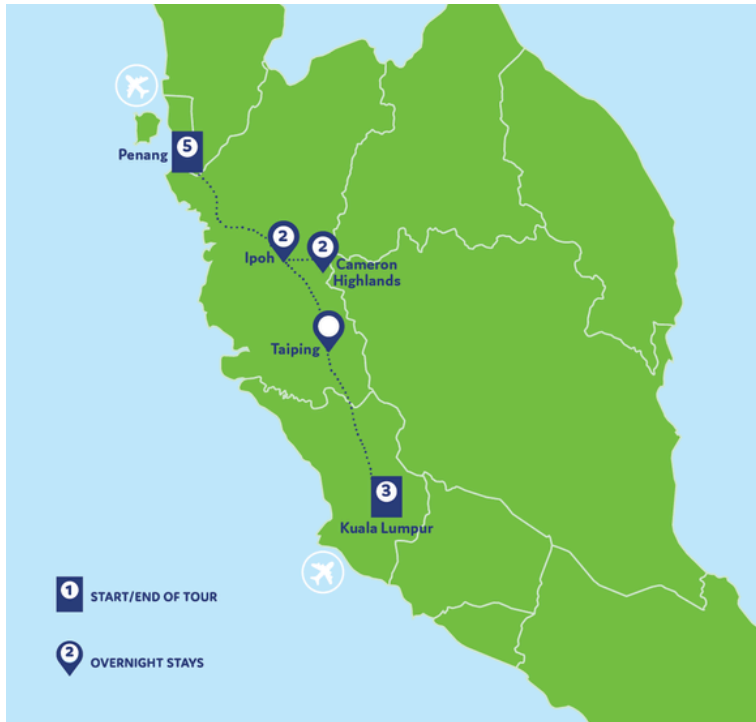 5
Penang
2
Ipoh
2
Cameron
Highlands
Taiping
3
Kuala Lumpur
1 START/END OF TOUR
2 OVERNIGHT STAYS